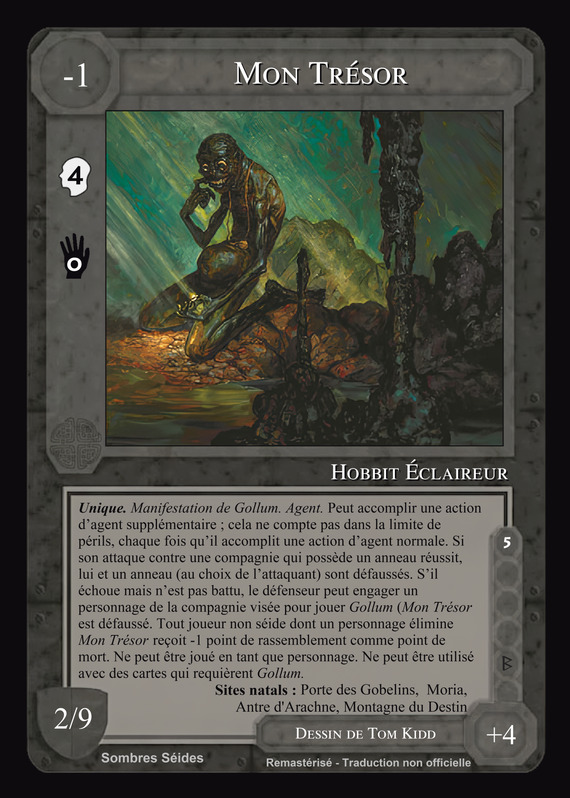 -1
Mon Trésor
4
0
Hobbit Éclaireur
Unique. Manifestation de Gollum. Agent. Peut accomplir une action
d'agent supplémentaire ; cela ne compte pas dans la limite de
périls, chaque fois qu'il accomplit une action d'agent normale. Si
son attaque contre une compagnie qui possède un anneau réussit,
lui et un anneau (au choix de l'attaquant) sont défaussés. S'il
échoue mais n'est pas battu, le défenseur peut engager un
personnage de la compagnie visée pour jouer Gollum (Mon Trésor
est défaussé. Tout joueur non séide dont un personnage élimine
Mon Trésor reçoit -1 point de rassemblement comme point de
mort. Ne peut être joué en tant que personnage. Ne peut être utilisé
avec des cartes qui requièrent Gollum.
5
Sites natals : Porte des Gobelins, Moria,
Antre d'Arachne, Montagne du Destin
2/9
Dessin de Tom Kidd
+4
Sombres Séides
Remastérisé - Traduction non officielle